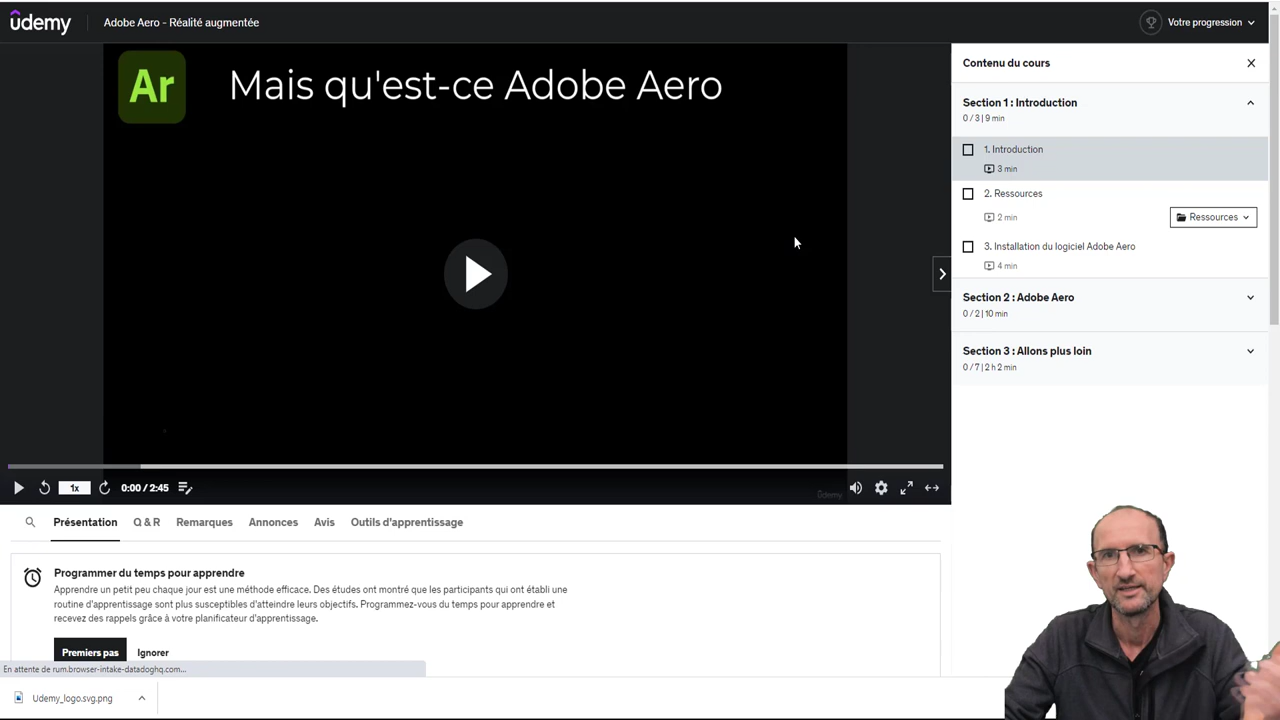 ûdemy
Adobe Aero - Réalité augmentée
Votre progression
Ar
Mais qu'est-ce Adobe Aero
Contenu du cours
Section 1 : Introduction
0 / 3 | 9 min
1. Introduction
3 min
2. Ressources
2 min
Ressources
3. Installation du logiciel Adobe Aero
4 min
Section 2 : Adobe Aero
0 / 2 | 10 min
Section 3 : Allons plus loin
0 / 7 | 2 h 2 min
1x
0:00 / 2:45
ûdemy
Présentation
Q & R
Remarques
Annonces
Avis
Outils d'apprentissage
Programmer du temps pour apprendre
Apprendre un petit peu chaque jour est une méthode efficace. Des études ont montré que les participants qui ont établi une
routine d'apprentissage sont plus susceptibles d'atteindre leurs objectifs. Programmez-vous du temps pour apprendre et
recevez des rappels grâce à votre planificateur d'apprentissage.
Premiers pas
Ignorer
En attente de rum.browser-intake-datadoghq.com...
Udemy_logo.svg.png